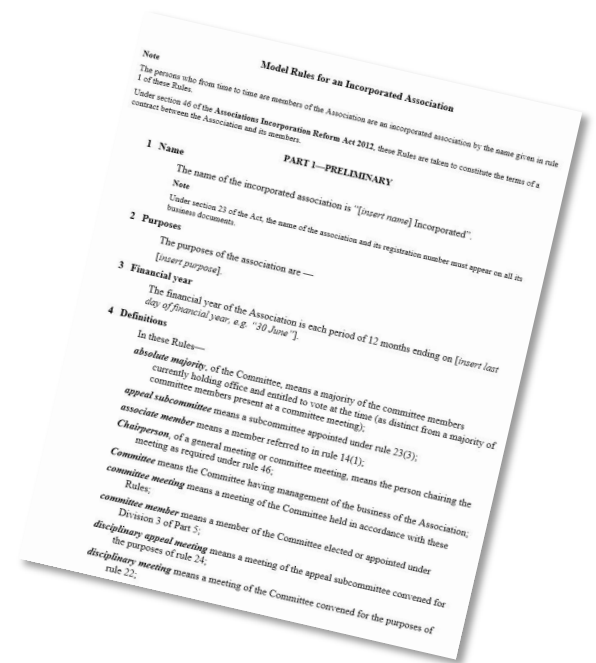 Model Rules for an Incorporated Association
Note
The persons who from time to time are members of the Association are an incorporated association by the name given in rule
1 of these Rules.
Under section 46 of the Associations Incorporation Reform Act 2012, these Rules are taken to constitute the terms of a
contract between the Association and its members.
PART 1—PRELIMINARY
1 Name
The name of the incorporated association is "[insert name] Incorporated".
Note
Under section 23 of the Act, the name of the association and its registration number must appear on all its
business documents.
2 Purposes
The purposes of the association are —
[insert purpose].
3 Financial year
The financial year of the Association is each period of 12 months ending on [insert last
day of financial year, e.g. "30 June"].
4 Definitions
In these Rules—
absolute majority, of the Committee, means a majority of the committee members
currently holding office and entitled to vote at the time (as distinct from a majority of
committee members present at a committee meeting);
appeal subcommittee means a subcommittee appointed under rule 23(3);
associate member means a member referred to in rule 14(1);
Chairperson, of a general meeting or committee meeting, means the person chairing the
meeting as required under rule 46;
Committee means the Committee having management of the business of the Association;
committee meeting means a meeting of the Committee held in accordance with these
Rules;
committee member means a member of the Committee elected or appointed under
Division 3 of Part 5;
disciplinary appeal meeting means a meeting of the appeal subcommittee convened for
the purposes of rule 24;
disciplinary meeting means a meeting of the Committee convened for the purposes of
rule 22;